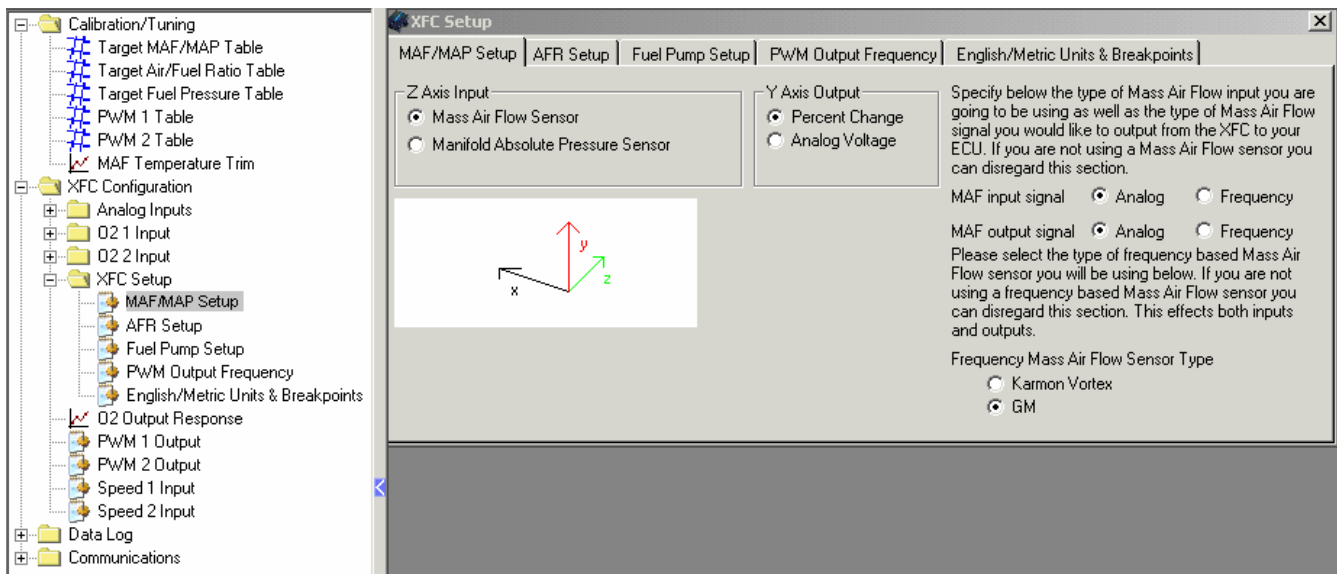 Calibration/Tuning
Target MAF/MAP Table
Target Air/Fuel Ratio Table
Target Fuel Pressure Table
PWM 1 Table
PWM 2 Table
MAF Temperature Trim
XFC Configuration
Analog Inputs
O2 1 Input
O2 2 Input
XFC Setup
MAF/MAP Setup
AFR Setup
Fuel Pump Setup
PWM Output Frequency
English/Metric Units & Breakpoints
O2 Output Response
PWM 1 Output
PWM 2 Output
Speed 1 Input
Speed 2 Input
Data Log
Communications
XFC Setup
MAF/MAP Setup AFR Setup Fuel Pump Setup PWM Output Frequency English/Metric Units & Breakpoints
Z Axis Input
Mass Air Flow Sensor
Manifold Absolute Pressure Sensor
Y Axis Output
Percent Change
Analog Voltage
x
y
z
Specify below the type of Mass Air Flow input you are
going to be using as well as the type of Mass Air Flow
signal you would like to output from the XFC to your
ECU. If you are not using a Mass Air Flow sensor you
can disregard this section.
MAF input signal Analog Frequency
MAF output signal Analog Frequency
Please select the type of frequency based Mass Air
Flow sensor you will be using below. If you are not
using a frequency based Mass Air Flow sensor you
can disregard this section. This effects both inputs
and outputs.
Frequency Mass Air Flow Sensor Type
Karmon Vortex
GM